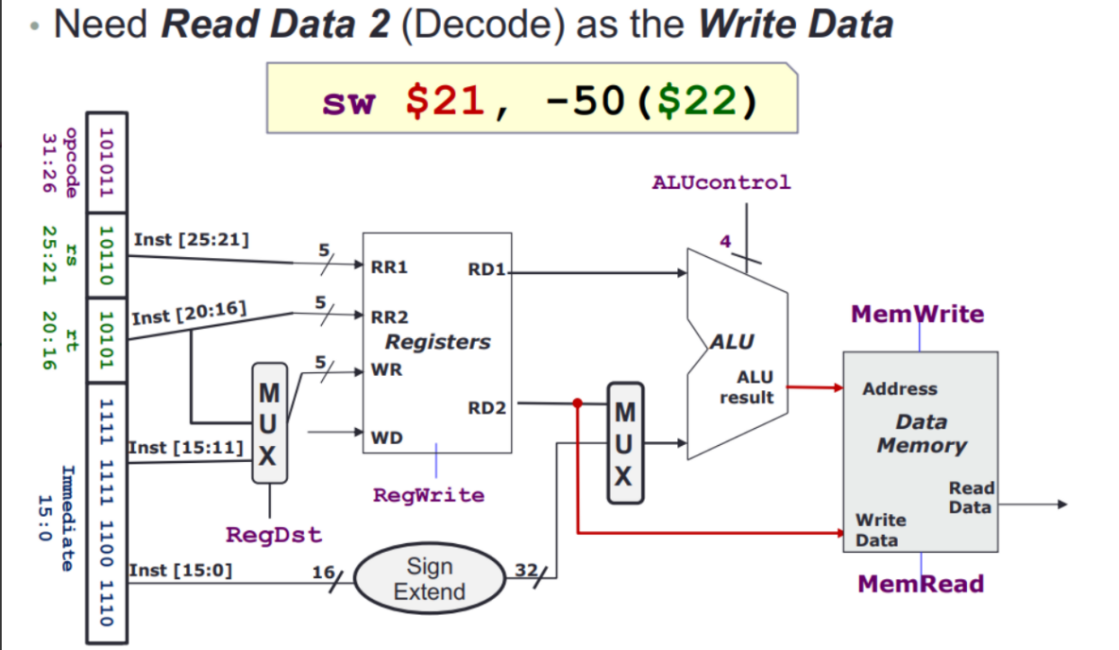 • Need Read Data 2 (Decode) as the Write Data
sw $21, -50($22)
opcode
31:26
101011
rs
25:21
10110
rt
20:16
10101
Immediate
15:0
1111 1111 1100 1110
Inst [25:21]
5
Inst [20:16]
5
5
Inst [15:11]
Inst [15:0]
16
MUX
RegDst
RR1
RR2
WR
WD
Registers
RD1
RD2
RegWrite
Sign
Extend
32
MUX
ALUcontrol
4
ALU
ALU
result
MemWrite
Address
Data
Memory
Read
Data
Write
Data
MemRead